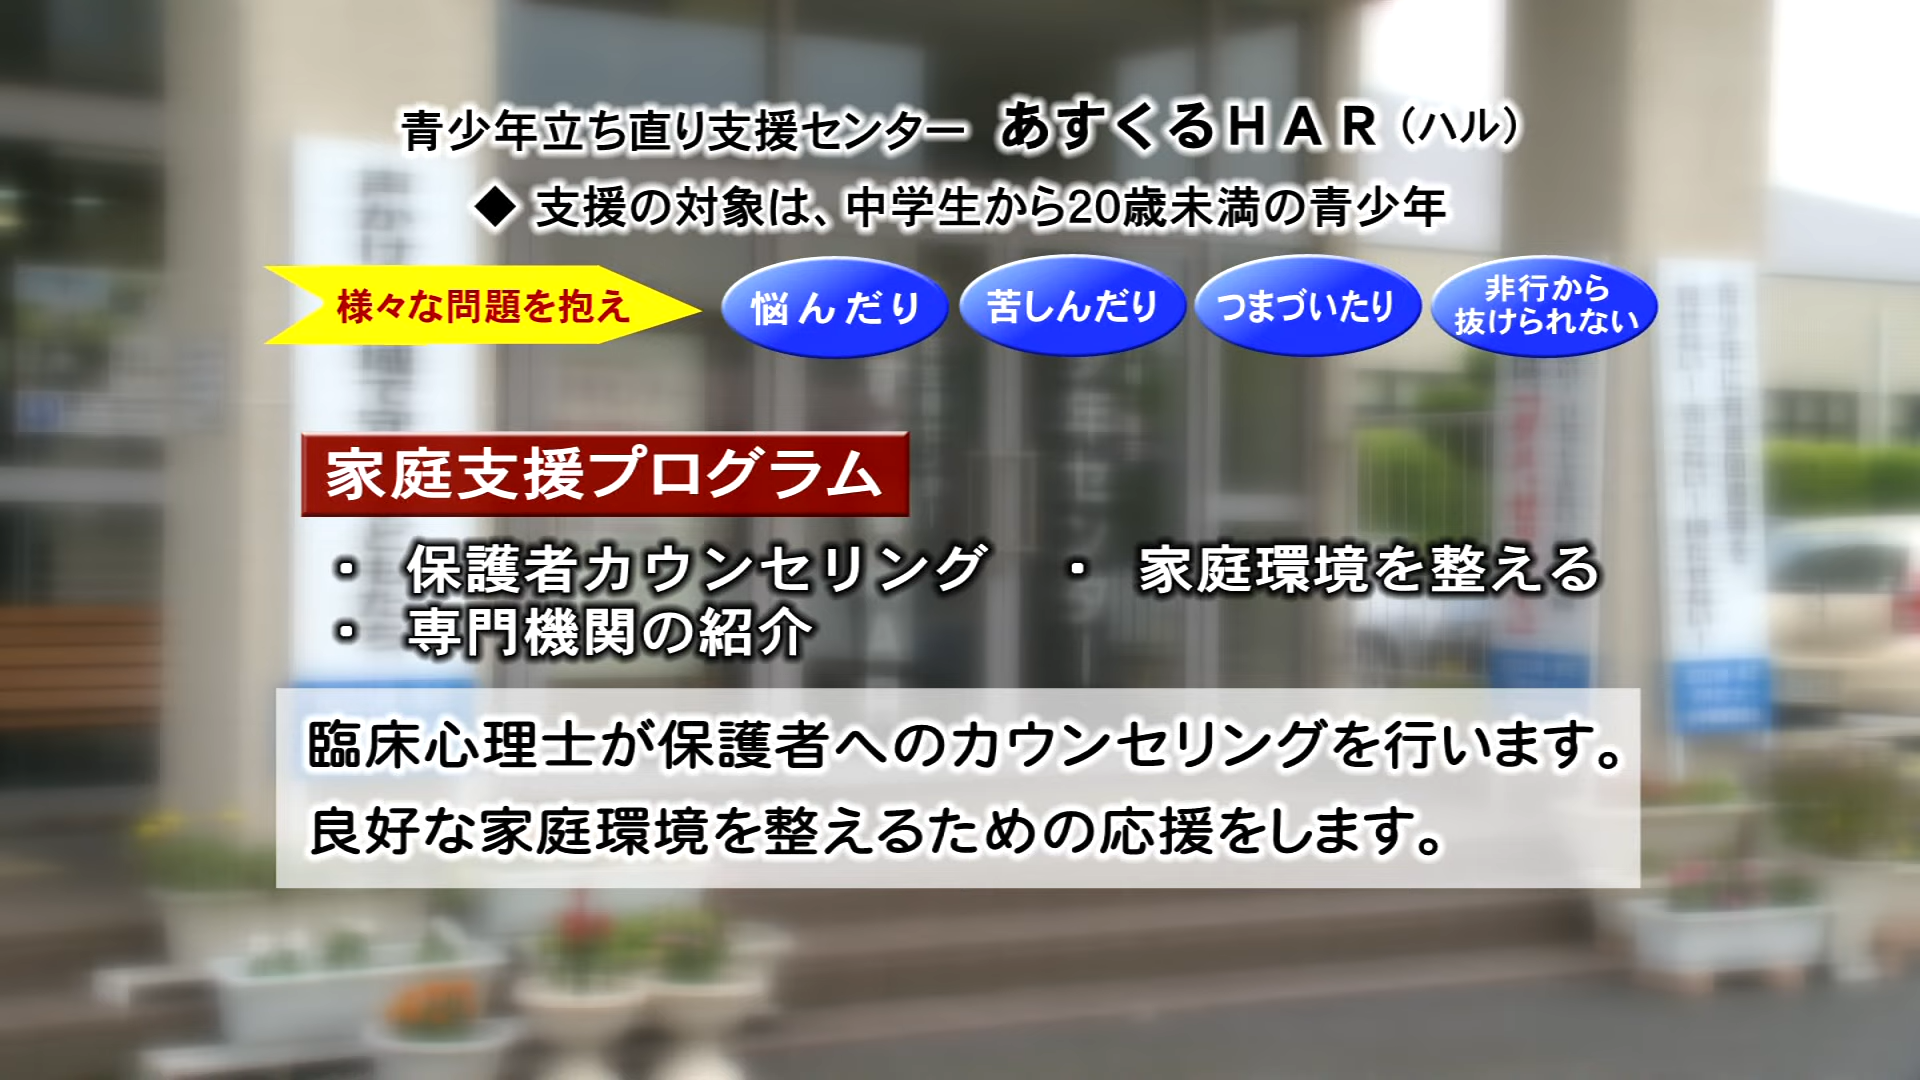 青少年立ち直り支援センター あすくるHAR（ハル）
◆ 支援の対象は、中学生から20歳未満の青少年
様々な問題を抱え 悩んだり 苦しんだり つまづいたり 非行から
抜けられない
家庭支援プログラム
・ 保護者カウンセリング ・ 家庭環境を整える
・ 専門機関の紹介
臨床心理士が保護者へのカウンセリングを行います。
良好な家庭環境を整えるための応援をします。